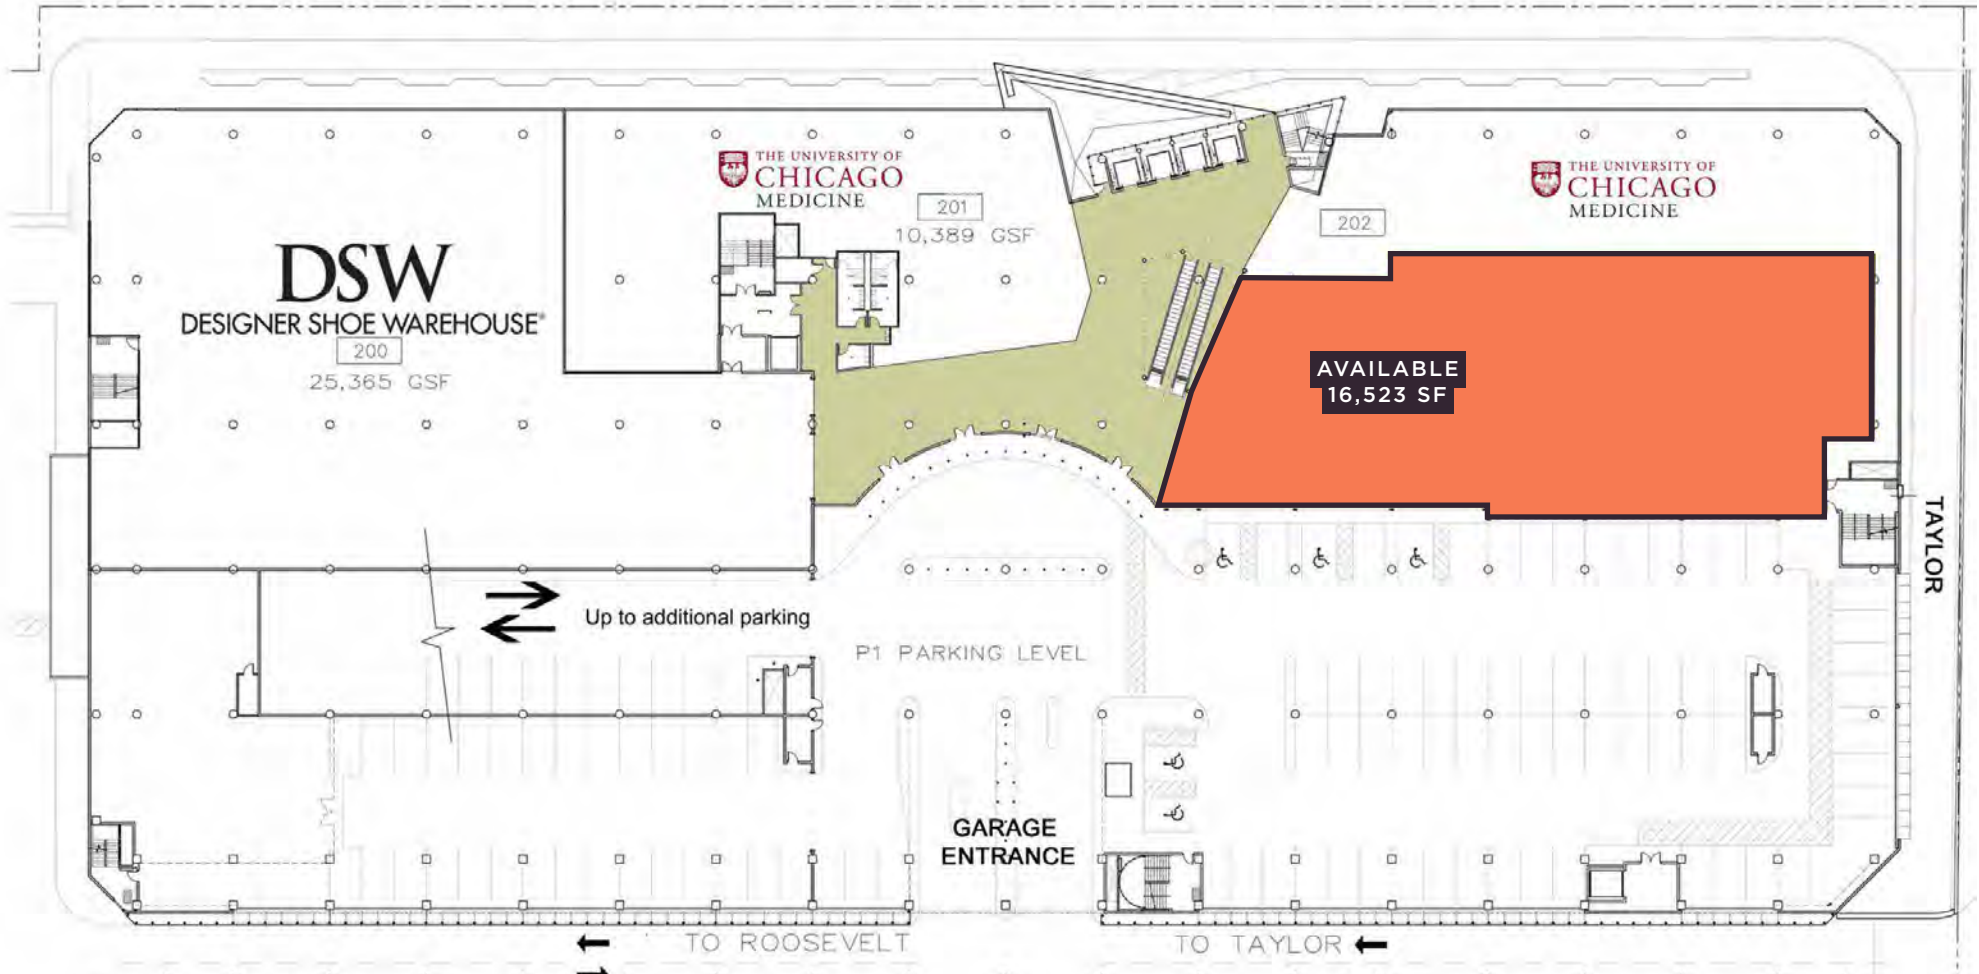 THE UNIVERSITY OF
CHICAGO
MEDICINE
201
10,389 GSF
THE UNIVERSITY OF
CHICAGO
MEDICINE
202
DSW
DESIGNER SHOE WAREHOUSE®
200
25,365 GSF
AVAILABLE
16,523 SF
TAYLOR
Up to additional parking
P1 PARKING LEVEL
GARAGE
ENTRANCE
TO ROOSEVELT
TO TAYLOR